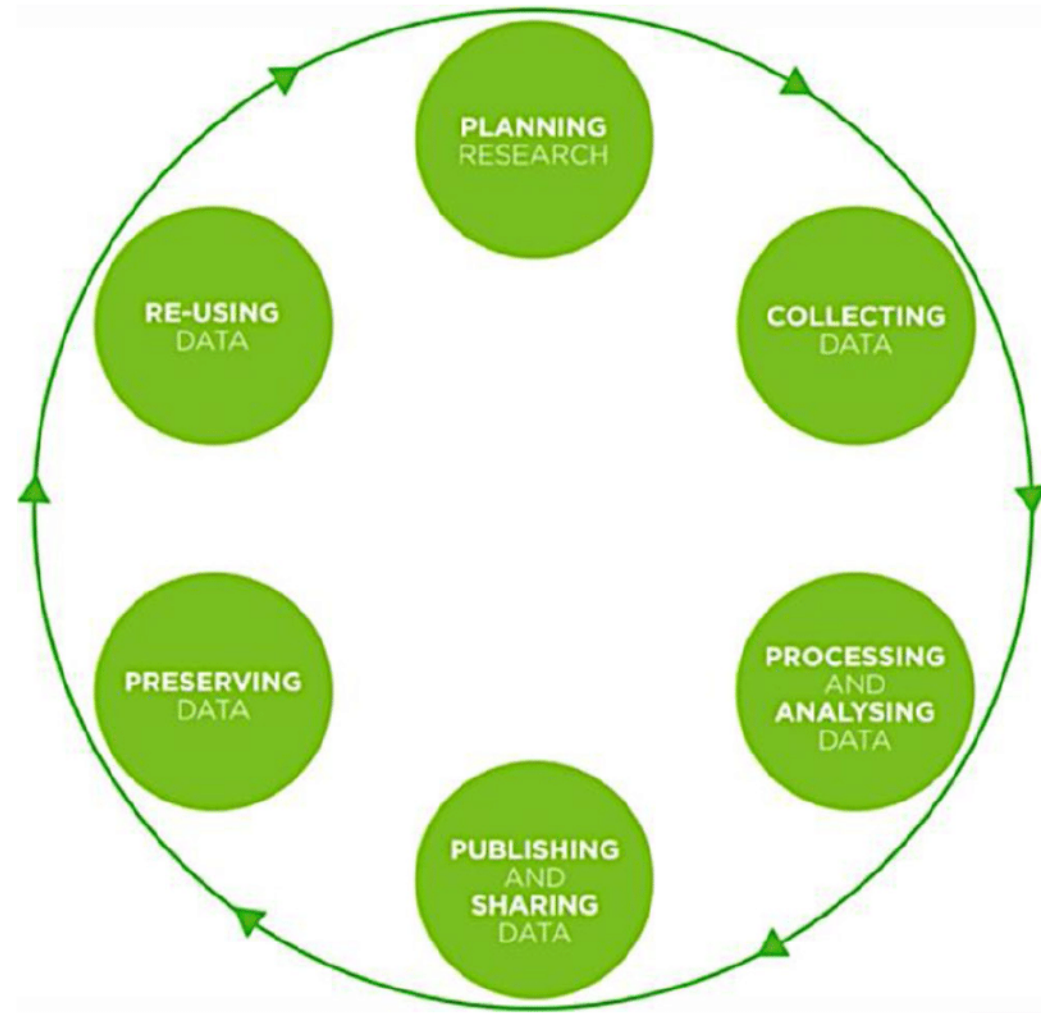 PLANNING
RESEARCH
COLLECTING
DATA
PROCESSING
AND
ANALYSING
DATA
PUBLISHING
AND
SHARING
DATA
PRESERVING
DATA
RE-USING
DATA